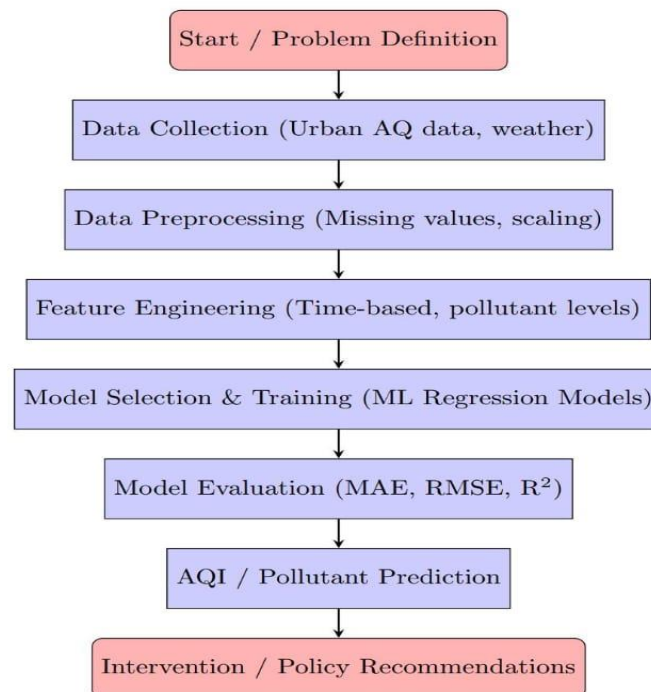 Start / Problem Definition
Data Collection (Urban AQ data, weather)
Data Preprocessing (Missing values, scaling)
Feature Engineering (Time-based, pollutant levels)
Model Selection & Training (ML Regression Models)
Model Evaluation (MAE, RMSE, R²)
AQI / Pollutant Prediction
Intervention / Policy Recommendations